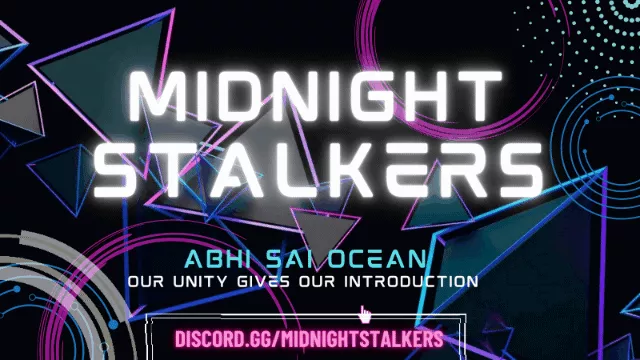 MIDNIGHT
STALKERS
ABHI SAI OCEAN
OUR UNITY GIVES OUR INTRODUCTION
DISCORD.GG/MIDNIGHTSTALKERS